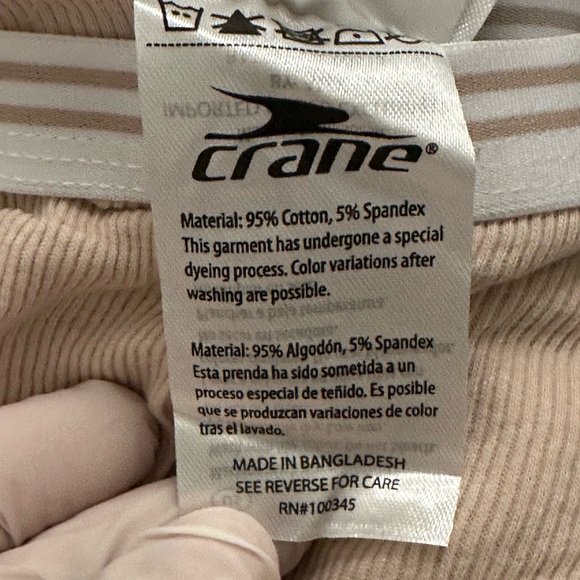 crane®
Material: 95% Cotton, 5% Spandex
This garment has undergone a special
dyeing process. Color variations after
washing are possible.
Material: 95% Algodón, 5% Spandex
Esta prenda ha sido sometida a un
proceso especial de teñido. Es posible
que se produzcan variaciones de color
tras el lavado.
MADE IN BANGLADESH
SEE REVERSE FOR CARE
RN#100345